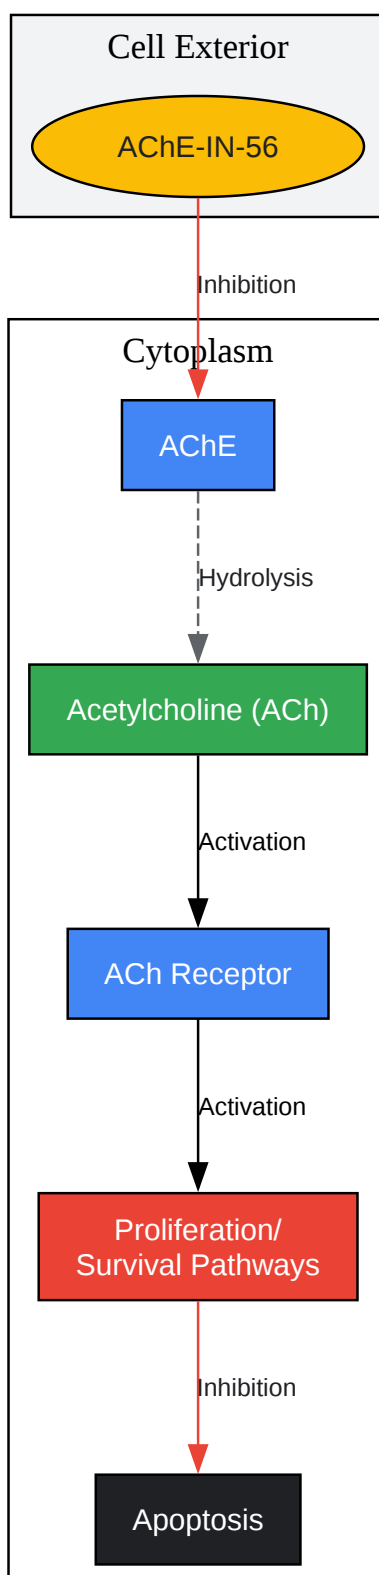 Cell Exterior
AChE-IN-56
Inhibition
Cytoplasm
AChE
Hydrolysis
Acetylcholine (ACh)
Activation
ACh Receptor
Activation
Proliferation/
Survival Pathways
Inhibition
Apoptosis